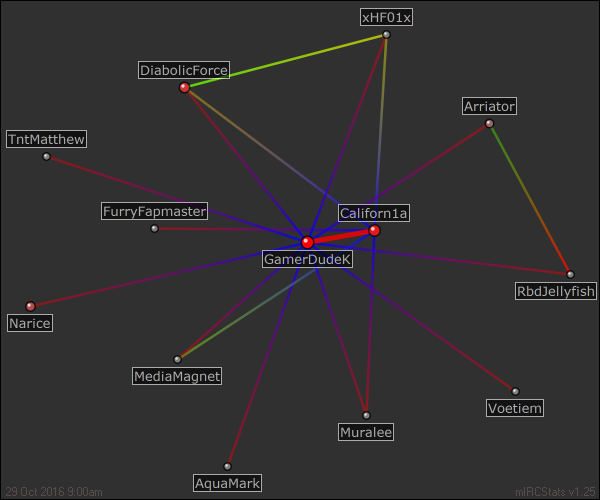 xHF01x
DiabolicForce
Arriator
TntMatthew
FurryFapmaster
Californ1a
GamerDudeK
RbdJellyfish
Narice
MediaMagnet
Voetiem
Muralee
AquaMark
29 Oct 2016 9:00am
mIRCStats v1.25